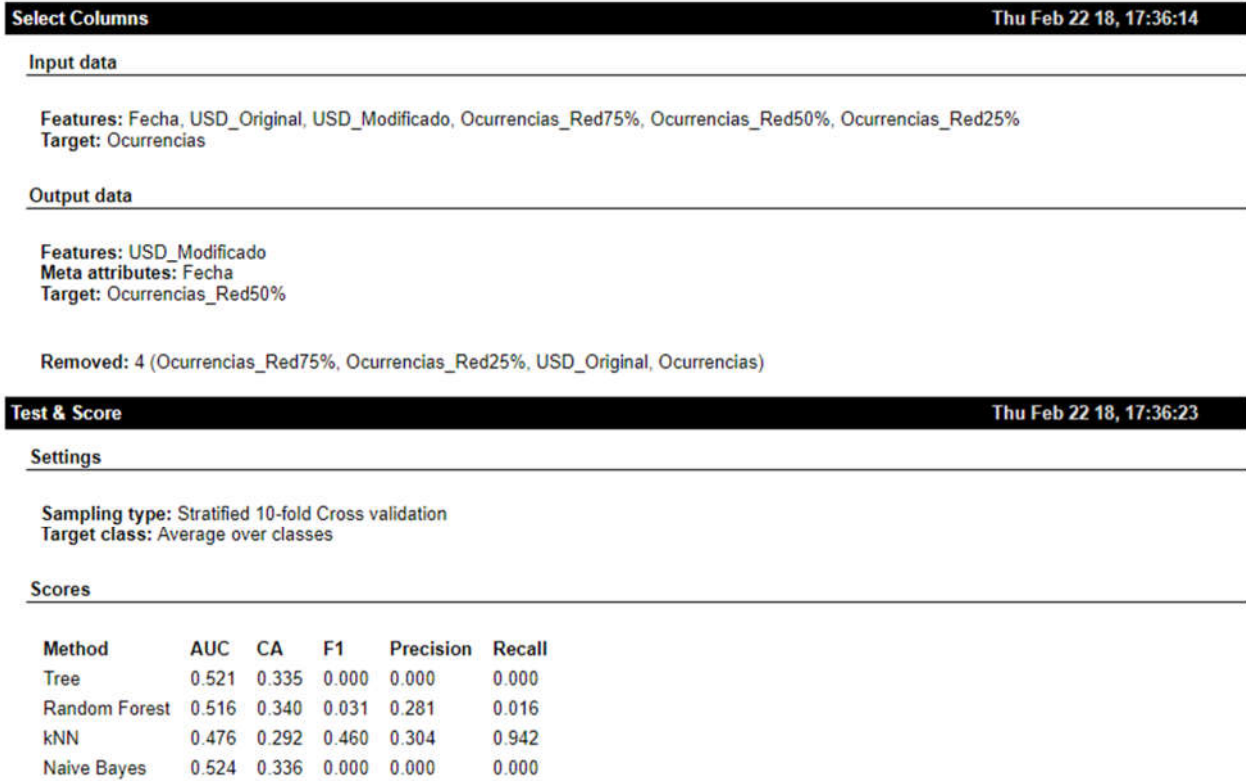 Select Columns Thu Feb 22 18, 17:36:14
Input data
Features: Fecha, USD_Original, USD_Modificado, Ocurrencias_Red75%, Ocurrencias_Red50%, Ocurrencias_Red25%
Target: Ocurrencias
Output data
Features: USD_Modificado
Meta attributes: Fecha
Target: Ocurrencias_Red50%
Removed: 4 (Ocurrencias_Red75%, Ocurrencias_Red25%, USD_Original, Ocurrencias)
Test & Score Thu Feb 22 18, 17:36:23
Settings
Sampling type: Stratified 10-fold Cross validation
Target class: Average over classes
Scores
Method AUC CA F1 Precision Recall
Tree 0.521 0.335 0.000 0.000 0.000
Random Forest 0.516 0.340 0.031 0.281 0.016
kNN 0.476 0.292 0.460 0.304 0.942
Naive Bayes 0.524 0.336 0.000 0.000 0.000